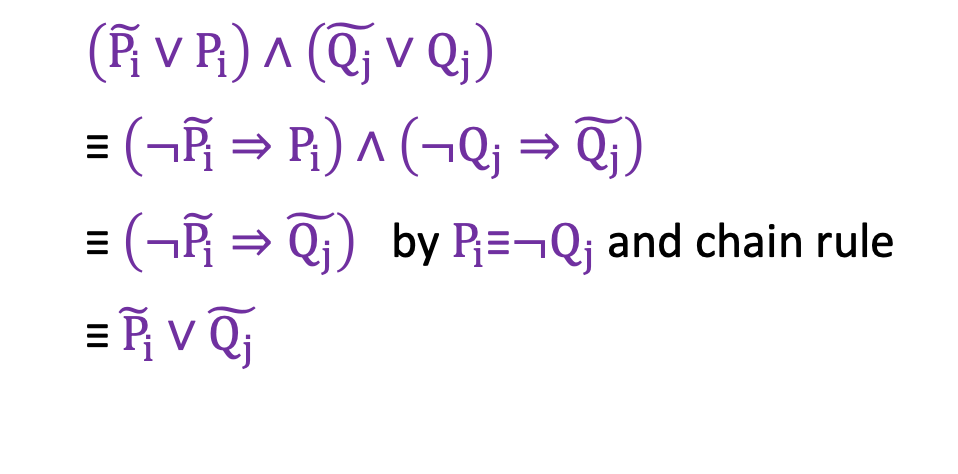 (P̃ᵢ ∨ Pᵢ) ∧ (Q̃ⱼ ∨ Qⱼ)
≡ (¬P̃ᵢ ⇒ Pᵢ) ∧ (¬Qⱼ ⇒ Q̃ⱼ)
≡ (¬P̃ᵢ ⇒ Q̃ⱼ) by Pᵢ≡¬Qⱼ and chain rule
≡ P̃ᵢ ∨ Q̃ⱼ